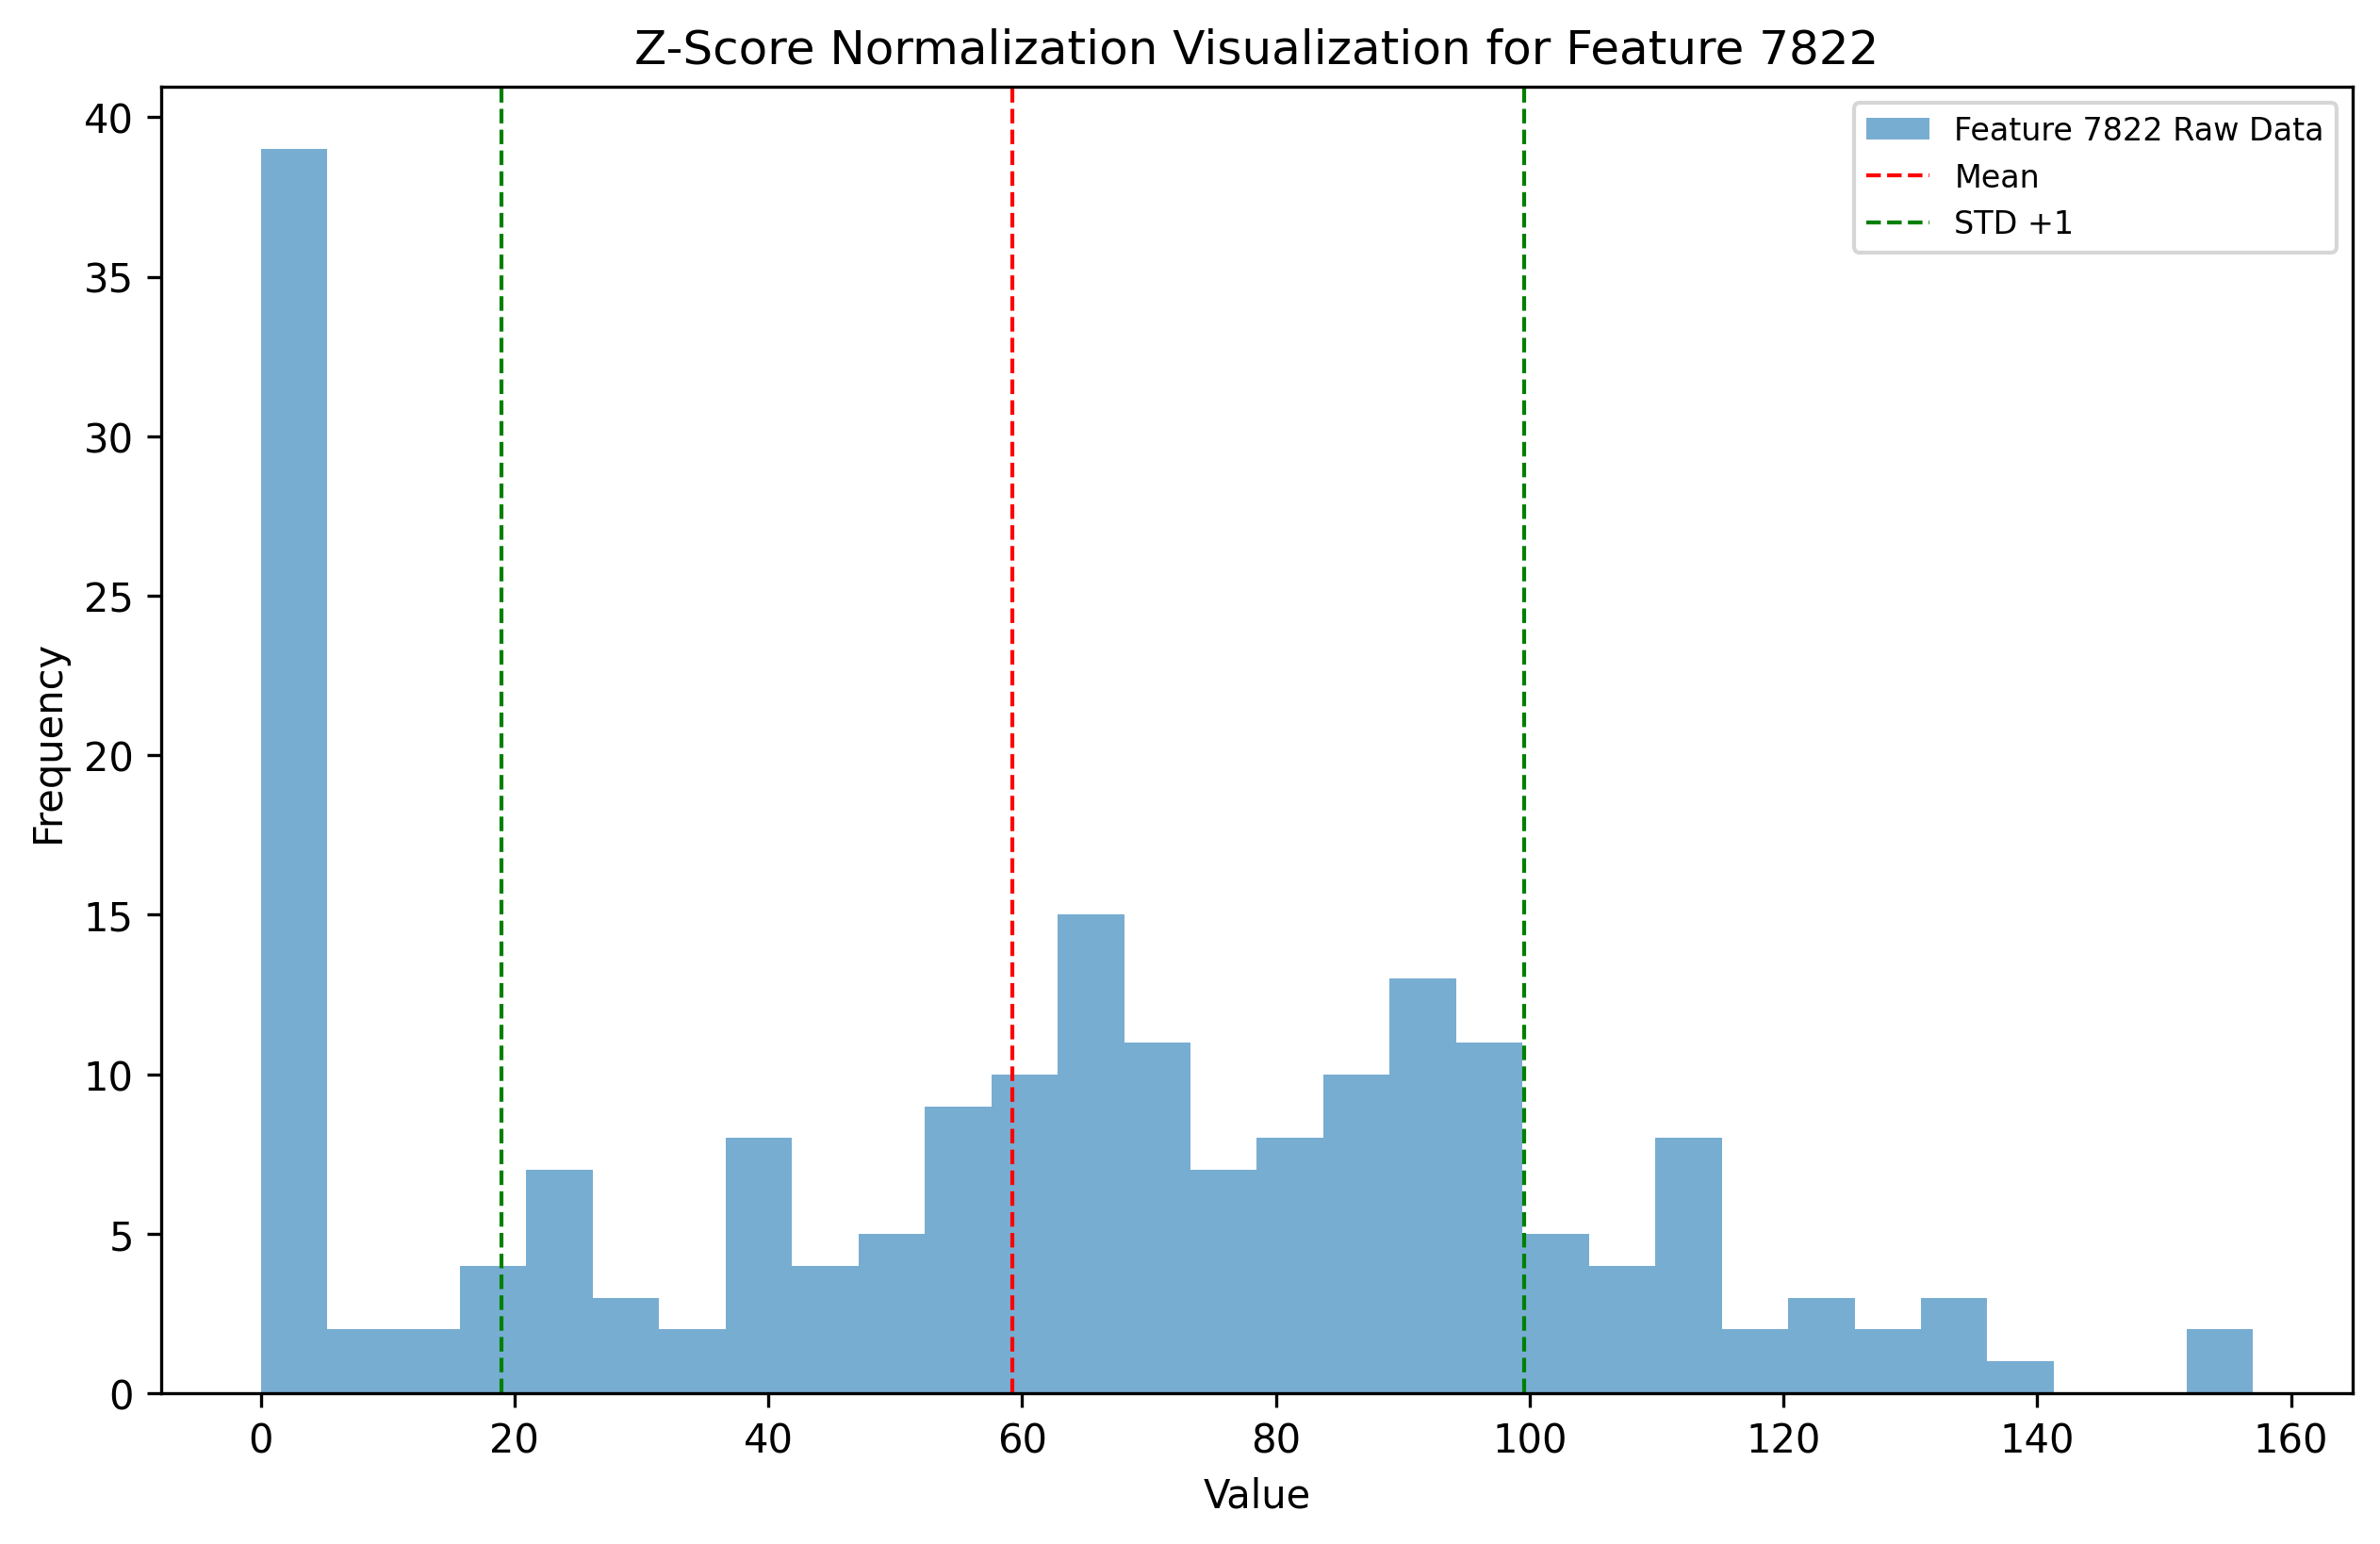 Z-Score Normalization Visualization for Feature 7822
Feature 7822 Raw Data
Mean
STD +1
40
35
30
25
20
15
10
5
0
Frequency
0 20 40 60 80 100 120 140 160
Value